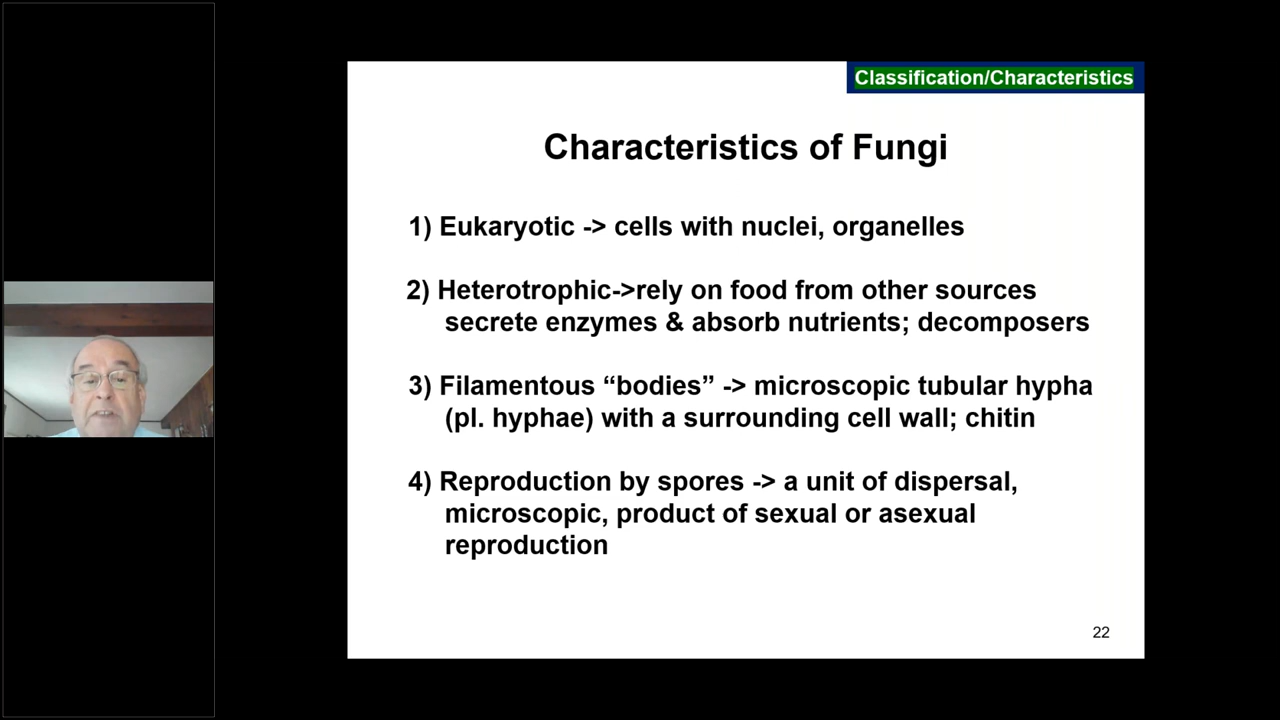 Classification/Characteristics
Characteristics of Fungi
1) Eukaryotic -> cells with nuclei, organelles
2) Heterotrophic->rely on food from other sources
secrete enzymes & absorb nutrients; decomposers
3) Filamentous “bodies” -> microscopic tubular hypha
(pl. hyphae) with a surrounding cell wall; chitin
4) Reproduction by spores -> a unit of dispersal,
microscopic, product of sexual or asexual
reproduction
22